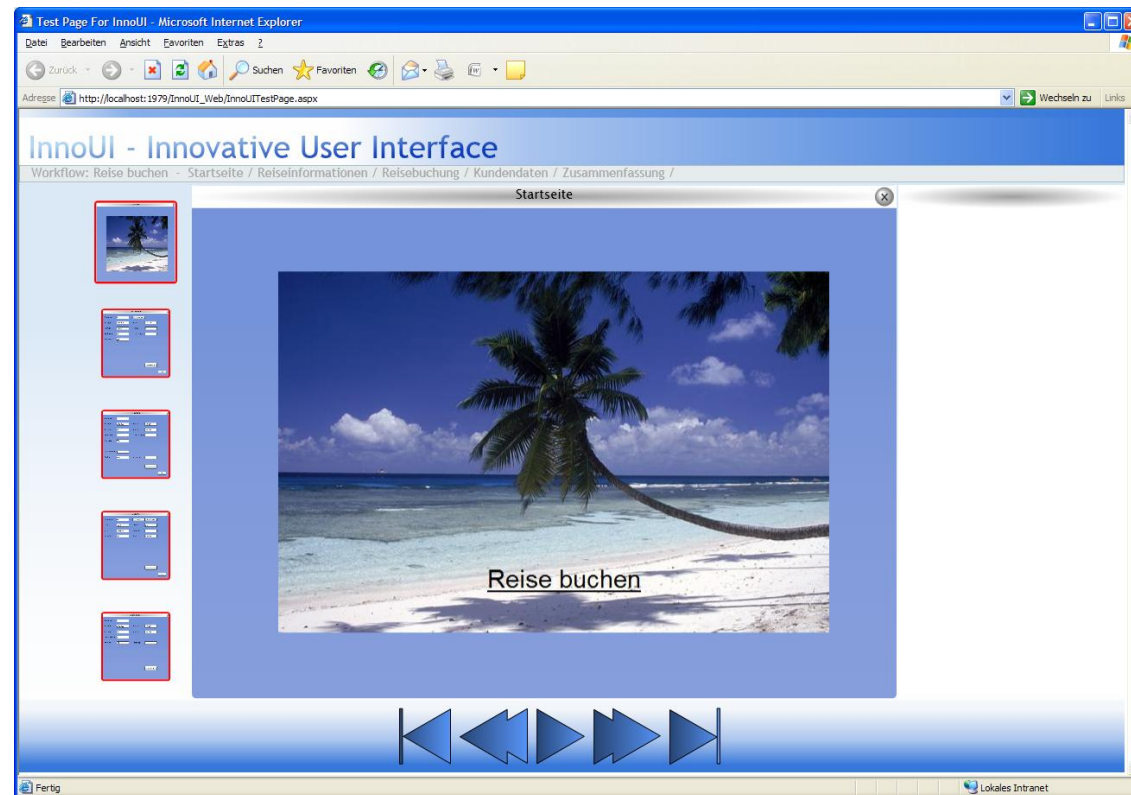 Test Page For InnoUI - Microsoft Internet Explorer
Datei Bearbeiten Ansicht Favoriten Extras ?
Zurück Suchen Favoriten
Adresse http://localhost:1979/InnoUI_Web/InnoUITestPage.aspx Wechseln zu Links
InnoUI - Innovative User Interface
Workflow: Reise buchen - Startseite / Reiseinformationen / Reisebuchung / Kundendaten / Zusammenfassung /
Startseite
Reise buchen
Fertig Lokales Intranet